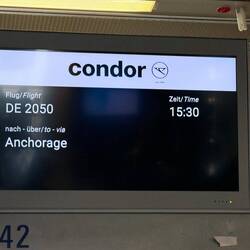 condor
Flug/Flight
Zeit/Time
DE 2050
15:30
nach - über/to - via
Anchorage
42